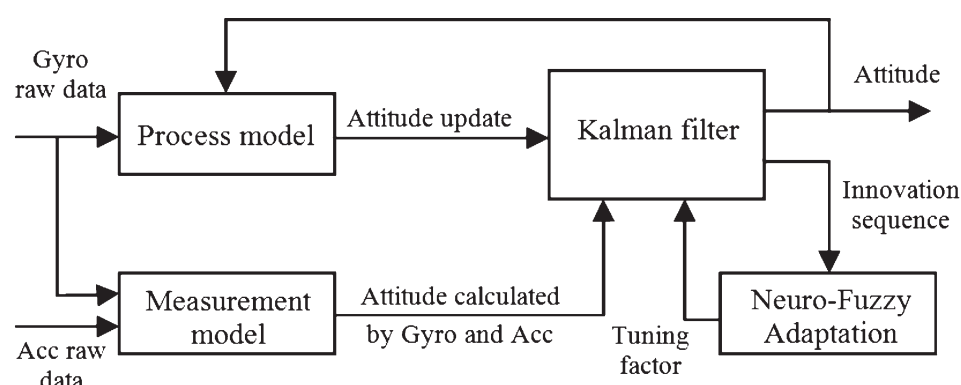 Gyro
raw data
Process model
Attitude update
Kalman filter
Attitude
Innovation
sequence
Measurement
model
Acc raw
data
Attitude calculated
by Gyro and Acc
Tuning
factor
Neuro-Fuzzy
Adaptation